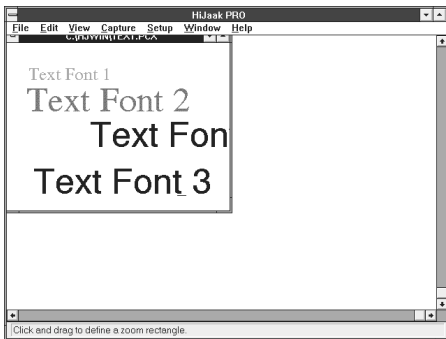 HiJaak PRO
File Edit View Capture Setup Window Help
C:\HJWIN\TEXT.PCX
Text Font 1
Text Font 2
Text Fon
Text Font 3
Click and drag to define a zoom rectangle.